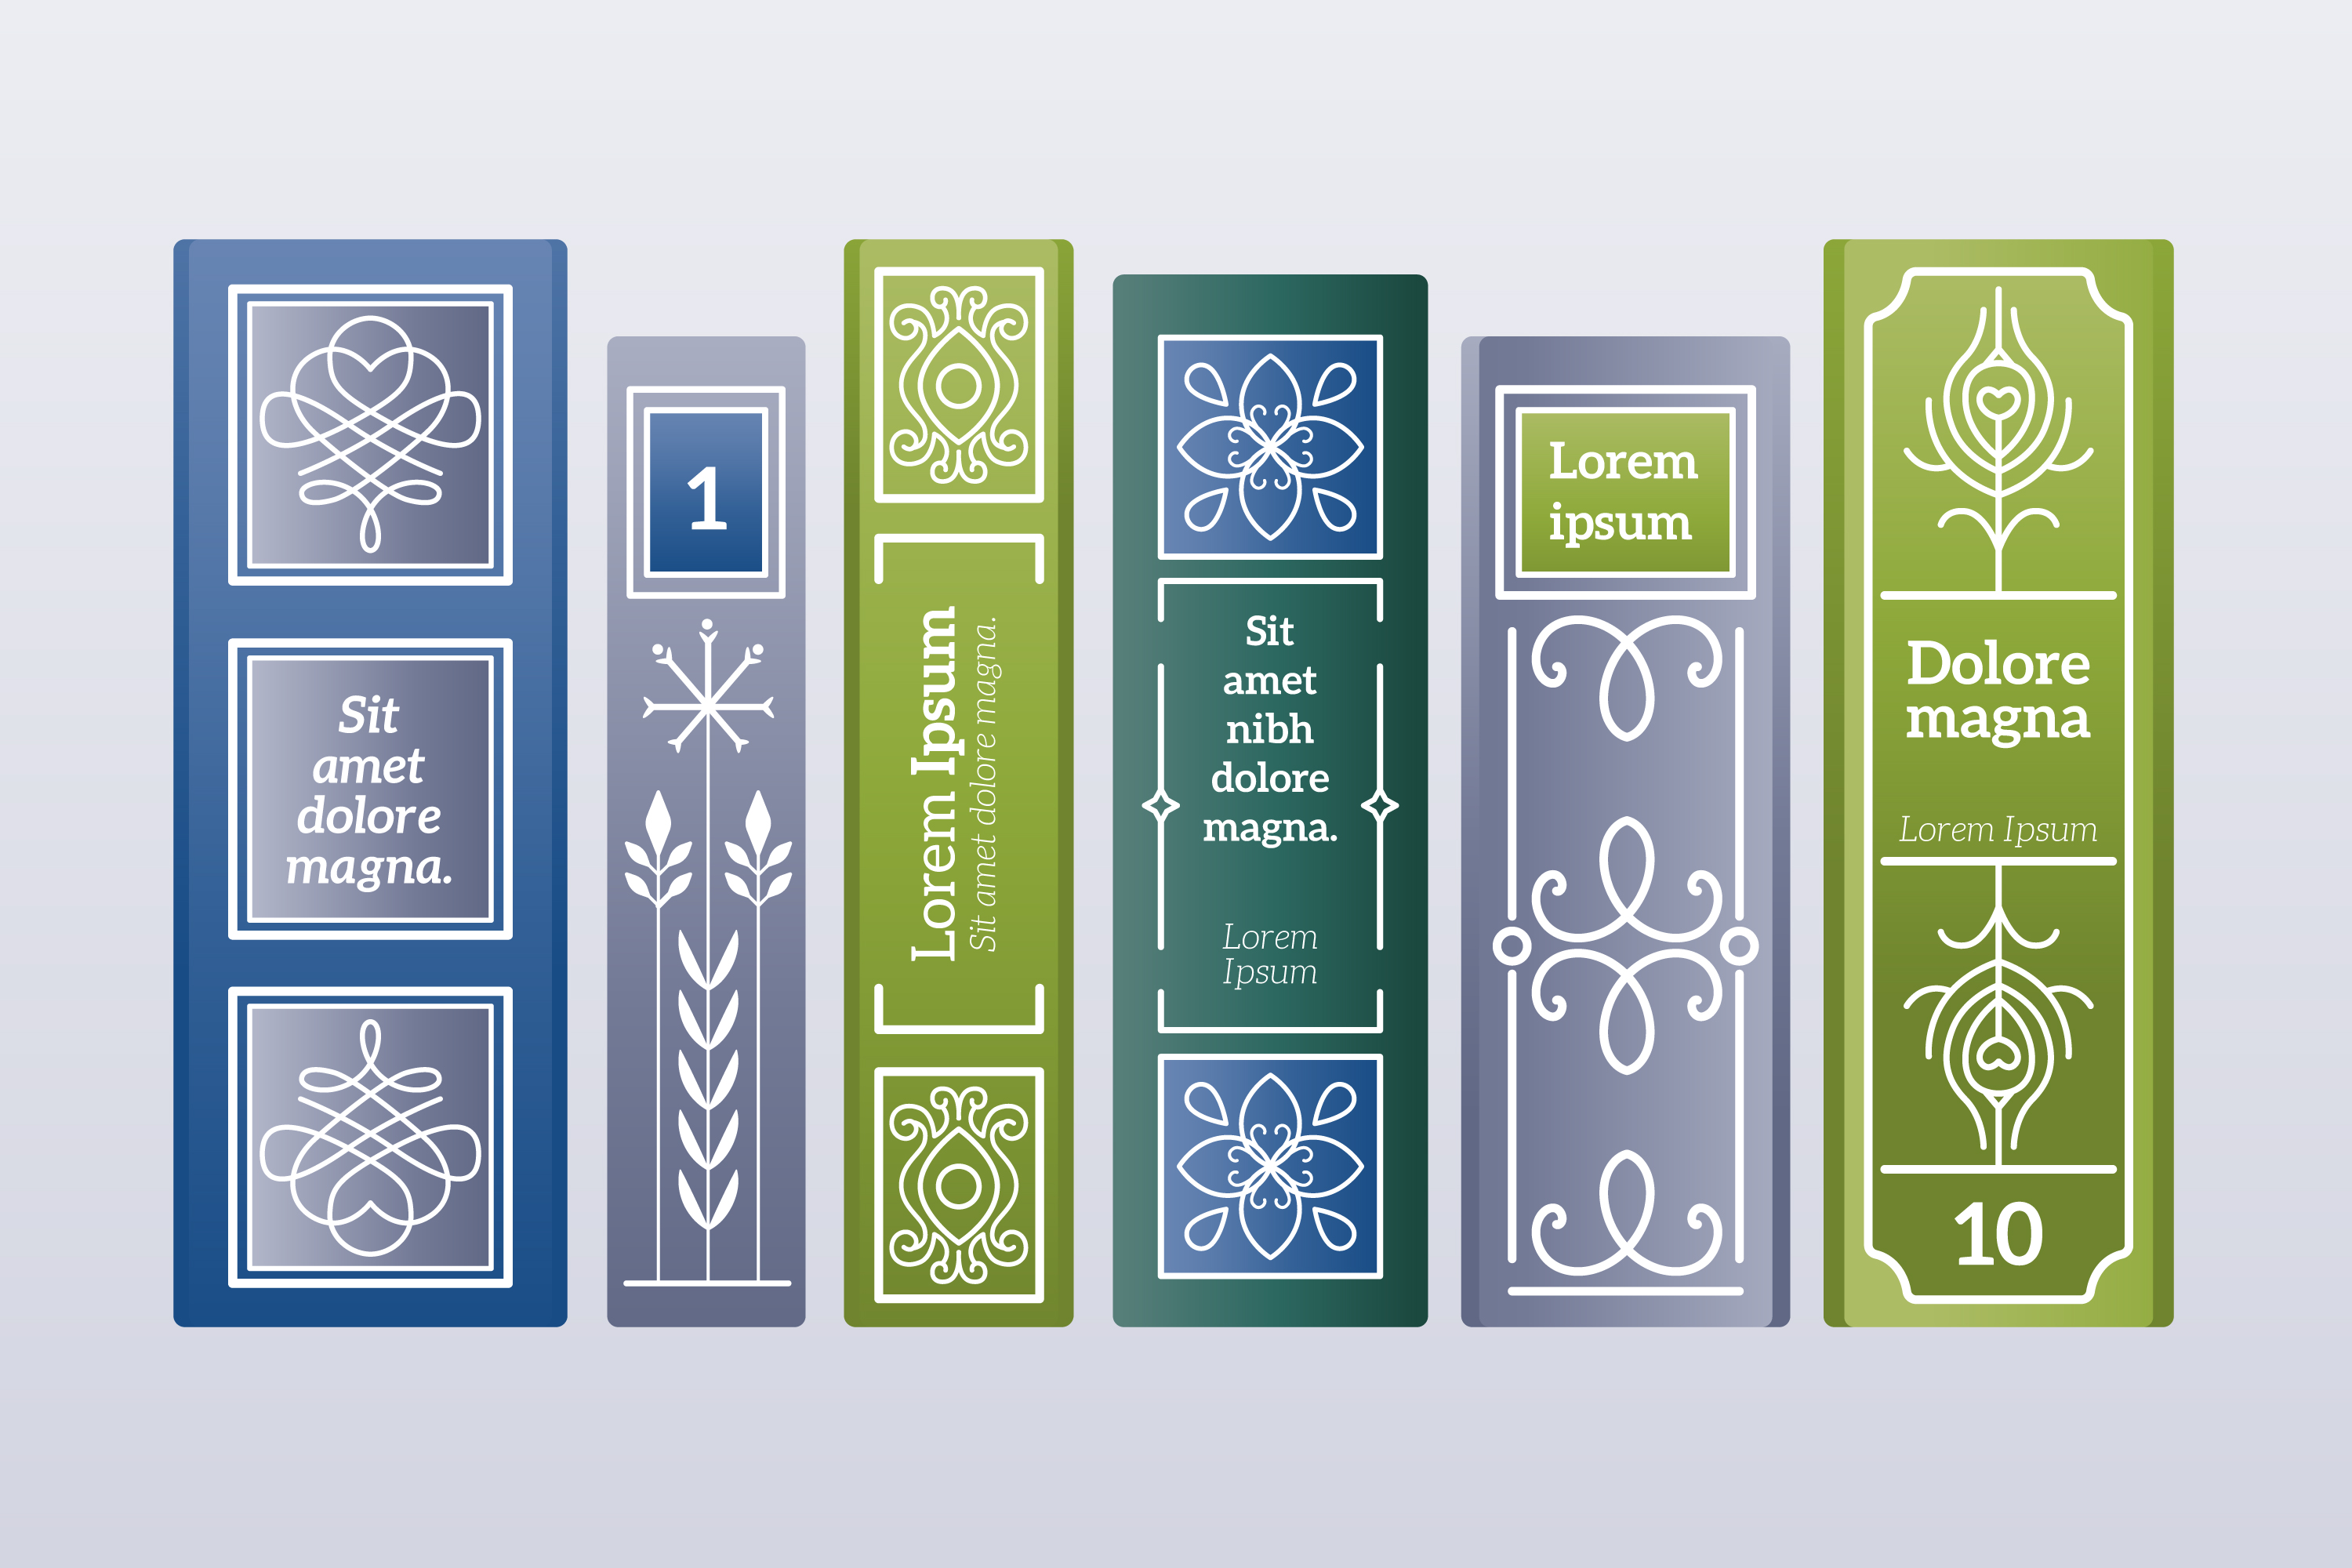 Sit
amet
dolore
magna.
1
Lorem Ipsum
Sit amet dolore magna.
Sit
amet
nibh
dolore
magna.
Lorem
Ipsum
Lorem
ipsum
Dolore
magna
Lorem Ipsum
10